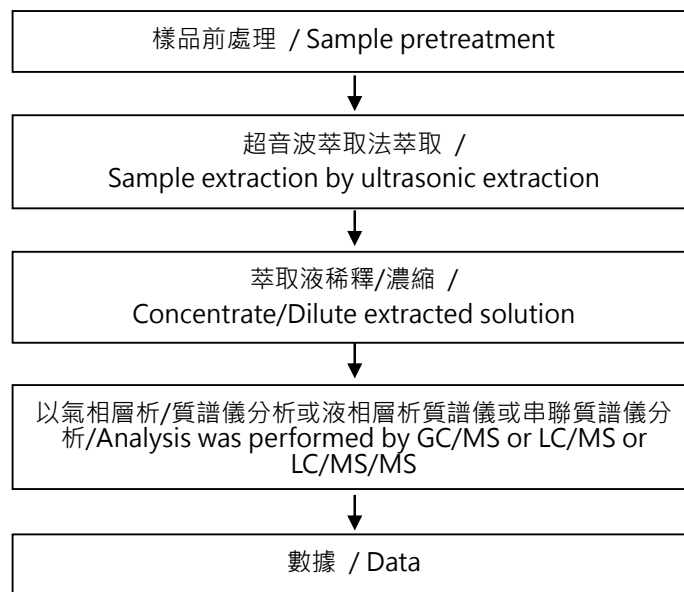 樣品前處理 / Sample pretreatment
超音波萃取法萃取 /
Sample extraction by ultrasonic extraction
萃取液稀釋/濃縮 /
Concentrate/Dilute extracted solution
以氣相層析/質譜儀分析或液相層析質譜儀或串聯質譜儀分
析/Analysis was performed by GC/MS or LC/MS or
LC/MS/MS
數據 / Data